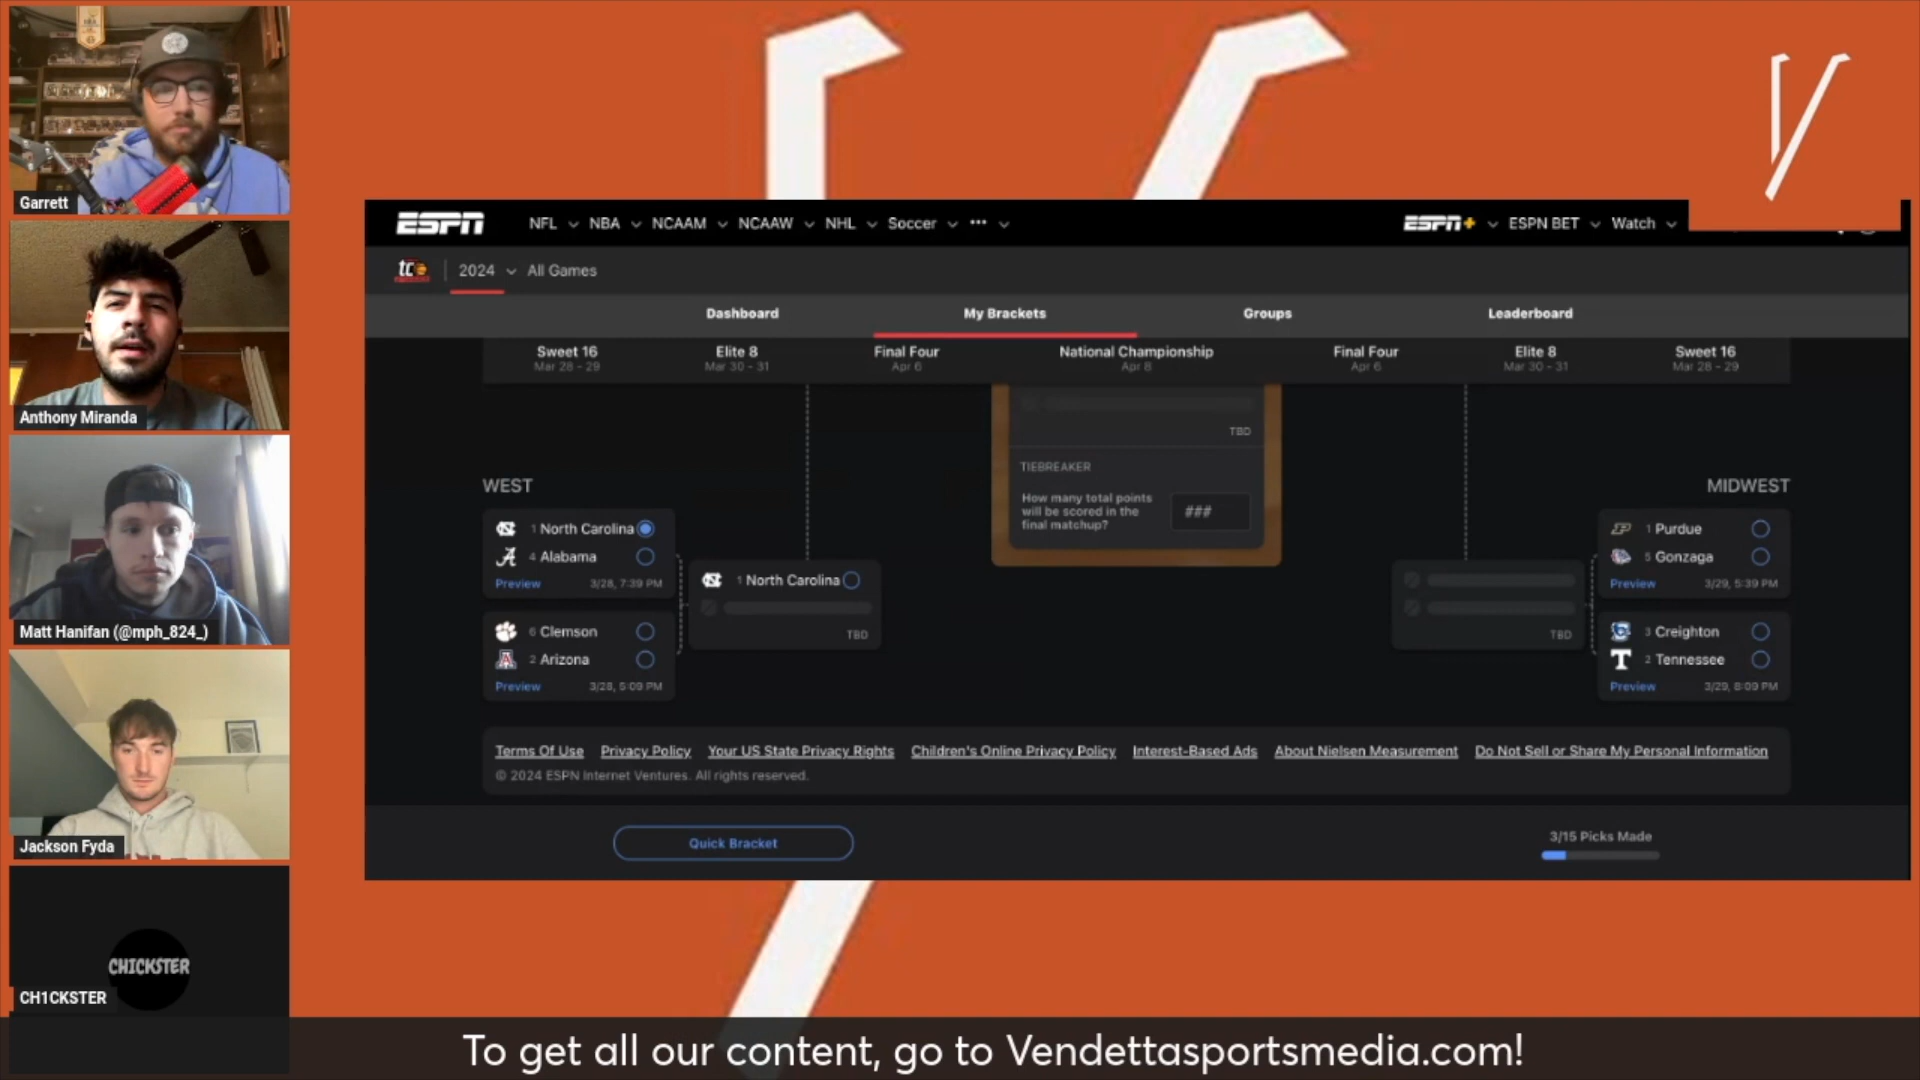 Garrett
Anthony Miranda
Matt Hanifan (@mph_824_)
Jackson Fyda
CHICKSTER
CH1CKSTER
V
ESPN NFL NBA NCAAM NCAAW NHL Soccer ••• ESPN+ ESPN BET Watch
tc 2024 All Games
Dashboard My Brackets Groups Leaderboard
Sweet 16 Elite 8 Final Four National Championship Final Four Elite 8 Sweet 16
Mar 28 - 29 Mar 30 - 31 Apr 6 Apr 8 Apr 6 Mar 30 - 31 Mar 28 - 29
TBD
TIEBREAKER
How many total points
will be scored in the
final matchup?
###
WEST
1 North Carolina
4 Alabama
Preview 3/28, 7:39 PM
6 Clemson
2 Arizona
Preview 3/28, 5:09 PM
1 North Carolina
TBD
TBD
MIDWEST
1 Purdue
5 Gonzaga
Preview 3/29, 5:39 PM
3 Creighton
2 Tennessee
Preview 3/29, 8:09 PM
Terms Of Use Privacy Policy Your US State Privacy Rights Children's Online Privacy Policy Interest-Based Ads About Nielsen Measurement Do Not Sell or Share My Personal Information
© 2024 ESPN Internet Ventures. All rights reserved.
Quick Bracket
3/15 Picks Made
To get all our content, go to Vendettasportsmedia.com!